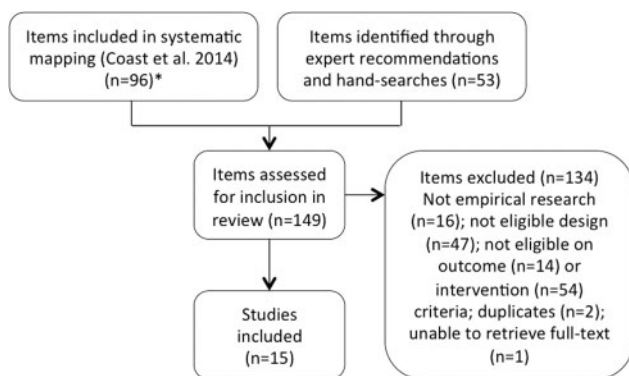 Items included in systematic
mapping (Coast et al. 2014)
(n=96)*
Items identified through
expert recommendations
and hand-searches (n=53)
Items assessed
for inclusion in
review (n=149)
Items excluded (n=134)
Not empirical research
(n=16); not eligible design
(n=47); not eligible on
outcome (n=14) or
intervention (n=54)
criteria; duplicates (n=2);
unable to retrieve full-text
(n=1)
Studies
included
(n=15)